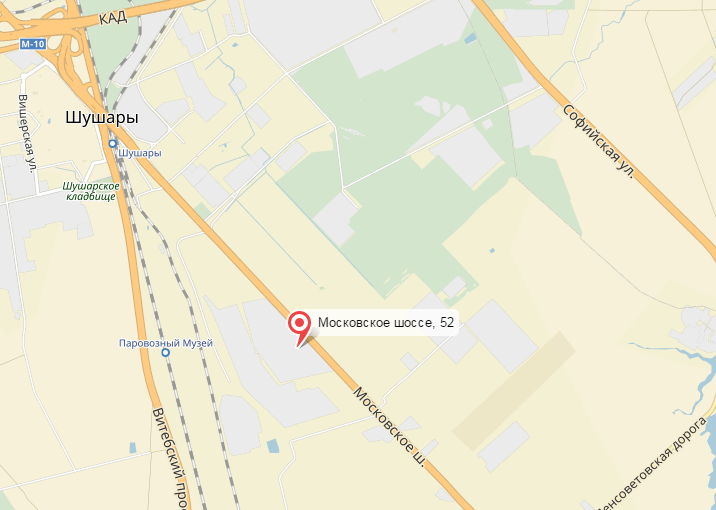 КАД
М-10
Вишерская ул.
Шушары
Шушары
Шушарское
кладбище
Софийская ул.
Московское шоссе, 52
Паровозный Музей
Московское ш.
Витебский прос
Ленсоветовская дорога